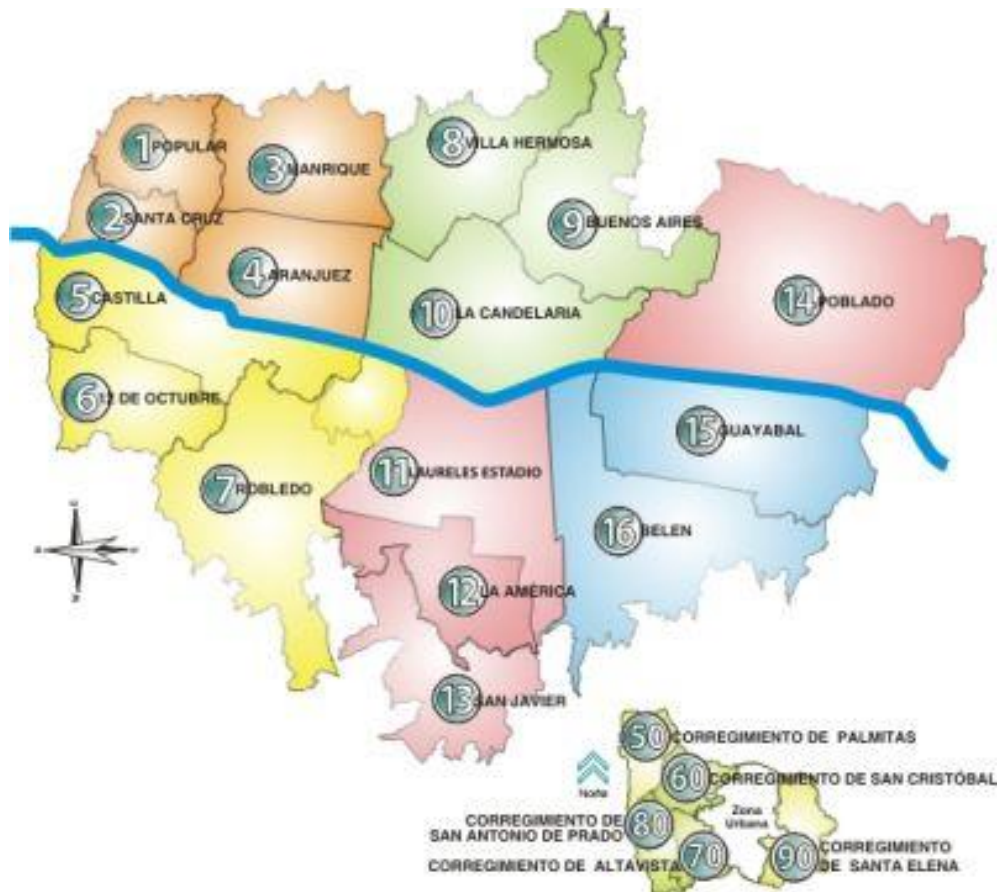 1 POPULAR
3 MANRIQUE
8 VILLA HERMOSA
2 SANTA CRUZ
9 BUENOS AIRES
4 ARANJUEZ
5 CASTILLA
10 LA CANDELARIA
14 POBLADO
6 12 DE OCTUBRE
15 GUAYABAL
11 LAURELES ESTADIO
7 ROBLEDO
16 BELEN
12 LA AMÉRICA
13 SAN JAVIER
50 CORREGIMIENTO DE PALMITAS
Norte
60 CORREGIMIENTO DE SAN CRISTÓBAL
Zona
Urbana
CORREGIMIENTO DE
SAN ANTONIO DE PRADO 80
CORREGIMIENTO DE ALTAVISTA 70
90 CORREGIMIENTO
DE SANTA ELENA